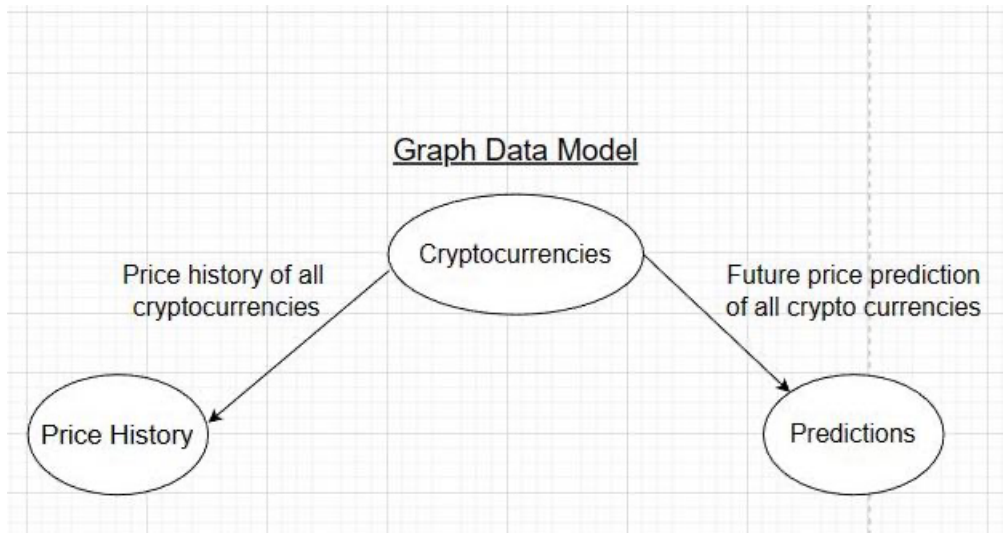 Graph Data Model
Cryptocurrencies
Price history of all
cryptocurrencies
Future price prediction
of all crypto currencies
Price History
Predictions